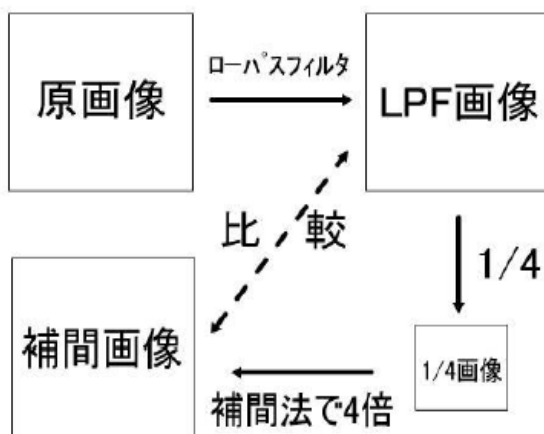 原画像
ローパスフィルタ
LPF画像
比較
1/4
補間画像
1/4画像
補間法で4倍